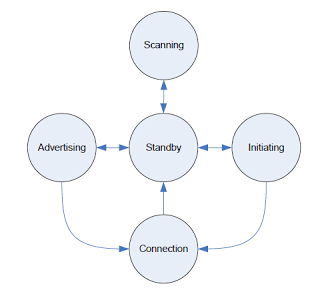 Scanning
Advertising
Standby
Initiating
Connection